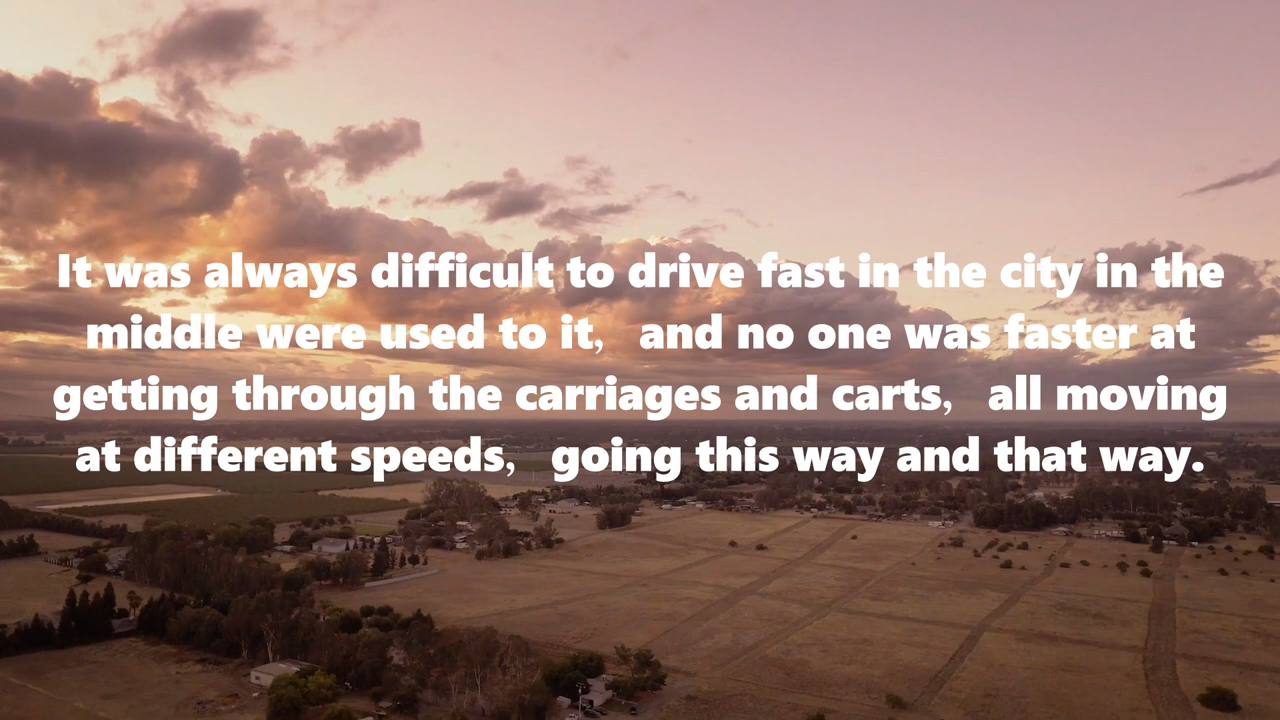 It was always difficult to drive fast in the city in the
middle were used to it, and no one was faster at
getting through the carriages and carts, all moving
at different speeds, going this way and that way.